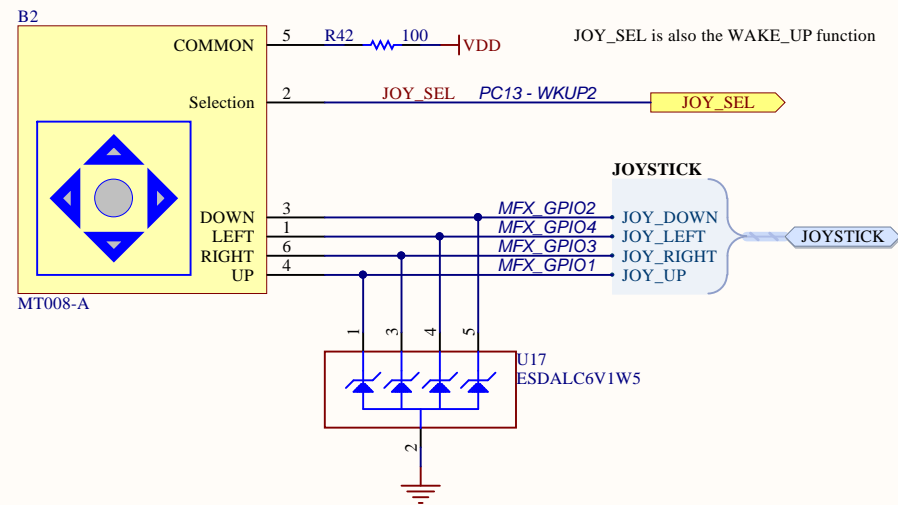 B2
COMMON 5 R42 100 VDD JOY_SEL is also the WAKE_UP function
Selection 2 JOY_SEL PC13 - WKUP2 JOY_SEL
JOYSTICK
DOWN 3 MFX_GPIO2 JOY_DOWN
LEFT 1 MFX_GPIO4 JOY_LEFT JOYSTICK
RIGHT 6 MFX_GPIO3 JOY_RIGHT
UP 4 MFX_GPIO1 JOY_UP
MT008-A
1 3 4 5
U17
ESDALC6V1W5
2